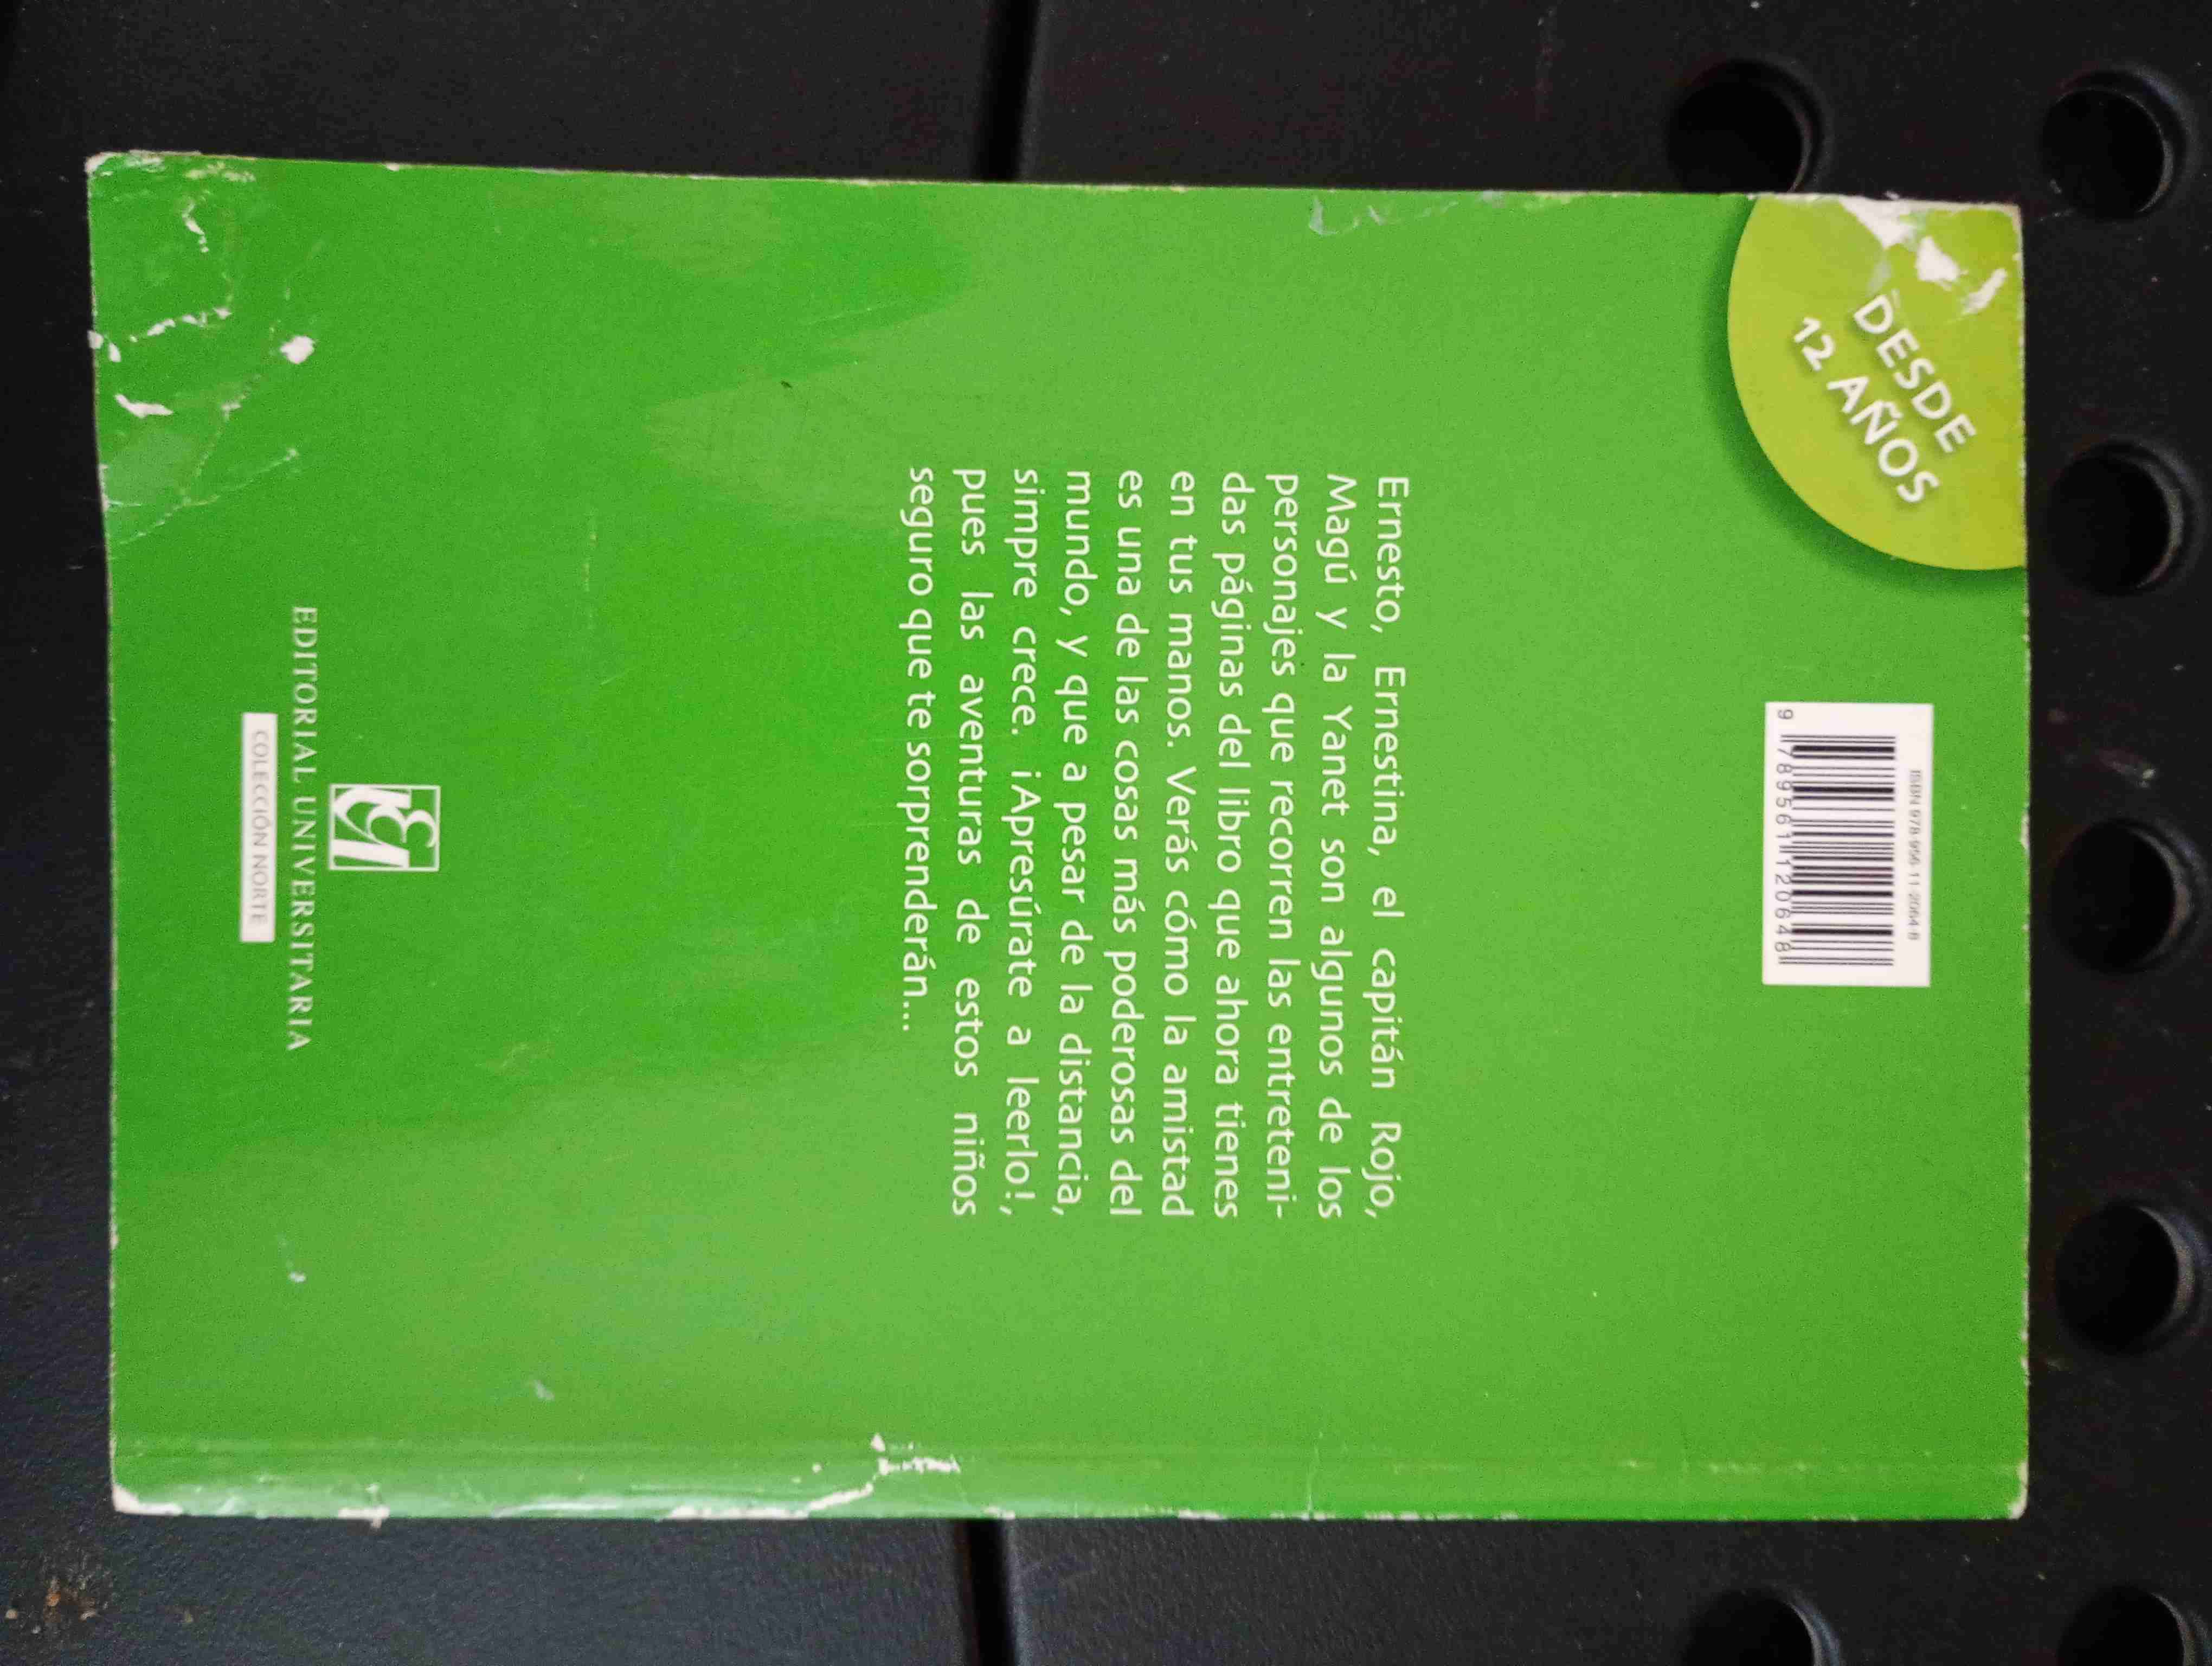 DESDE
12 AÑOS
ISBN 978-956-11-2064-8
9 789561 120648
Ernesto, Ernestina, el capitán Rojo,
Magú y la Yanet son algunos de los
personajes que recorren las entreteni-
das páginas del libro que ahora tienes
en tus manos. Verás cómo la amistad
es una de las cosas más poderosas del
mundo, y que a pesar de la distancia,
simpre crece. ¡Apresúrate a leerlo!,
pues las aventuras de estos niños
seguro que te sorprenderán...
EDITORIAL UNIVERSITARIA
COLECCIÓN NORTE